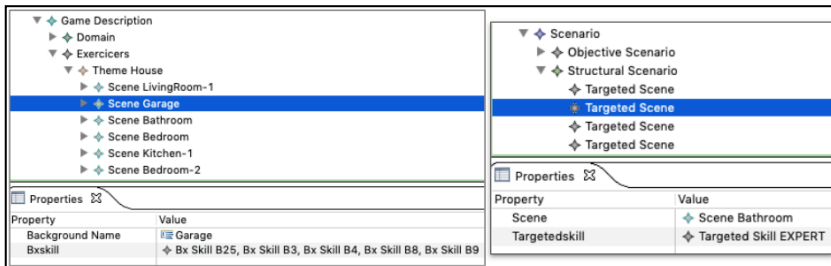 Game Description
Domain
Exercicers
Theme House
Scene LivingRoom-1
Scene Garage
Scene Bathroom
Scene Bedroom
Scene Kitchen-1
Scene Bedroom-2
Properties
Property Value
Background Name Garage
Bxskill Bx Skill B25, Bx Skill B3, Bx Skill B4, Bx Skill B8, Bx Skill B9
Scenario
Objective Scenario
Structural Scenario
Targeted Scene
Targeted Scene
Targeted Scene
Targeted Scene
Properties
Property Value
Scene Scene Bathroom
Targetedskill Targeted Skill EXPERT